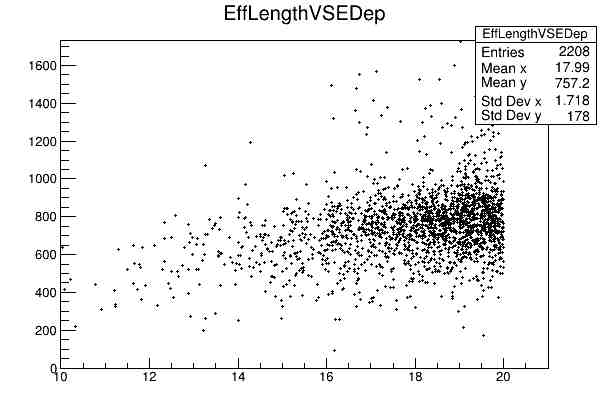 EffLengthVSEDep
EffLengthVSEDep
Entries 2208
Mean x 17.99
Mean y 757.2
Std Dev x 1.718
Std Dev y 178
1600
1400
1200
1000
800
600
400
200
0
10 12 14 16 18 20